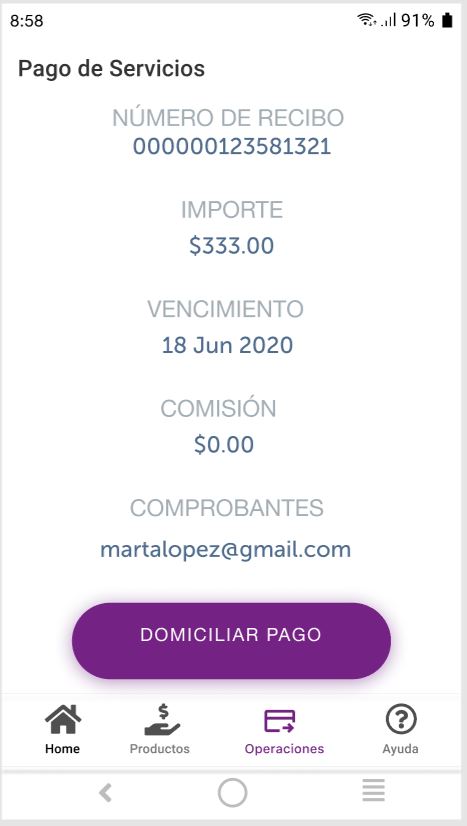 8:58 91%
Pago de Servicios
NÚMERO DE RECIBO
000000123581321
IMPORTE
$333.00
VENCIMIENTO
18 Jun 2020
COMISIÓN
$0.00
COMPROBANTES
martalopez@gmail.com
DOMICILIAR PAGO
Home Productos Operaciones Ayuda